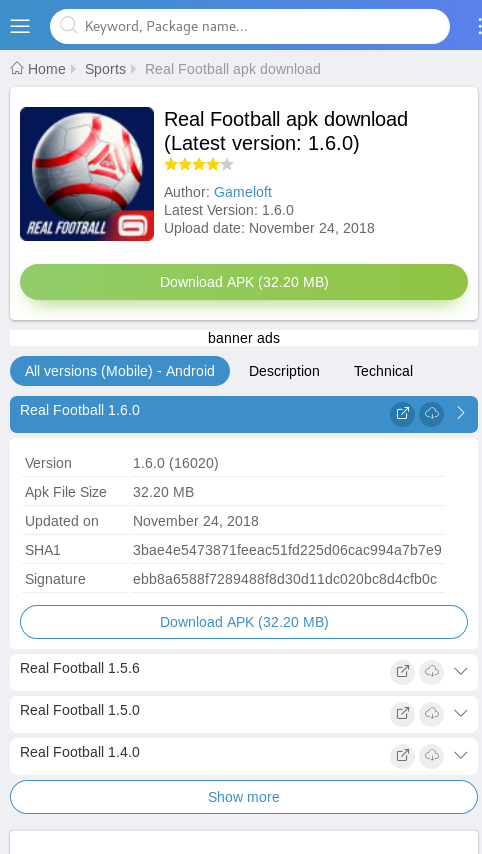 Keyword, Package name...
Home Sports Real Football apk download
REAL FOOTBALL
Real Football apk download
(Latest version: 1.6.0)
Author: Gameloft
Latest Version: 1.6.0
Upload date: November 24, 2018
Download APK (32.20 MB)
banner ads
All versions (Mobile) - Android Description Technical
Real Football 1.6.0
Version 1.6.0 (16020)
Apk File Size 32.20 MB
Updated on November 24, 2018
SHA1 3bae4e5473871feeac51fd225d06cac994a7b7e9
Signature ebb8a6588f7289488f8d30d11dc020bc8d4cfb0c
Download APK (32.20 MB)
Real Football 1.5.6
Real Football 1.5.0
Real Football 1.4.0
Show more